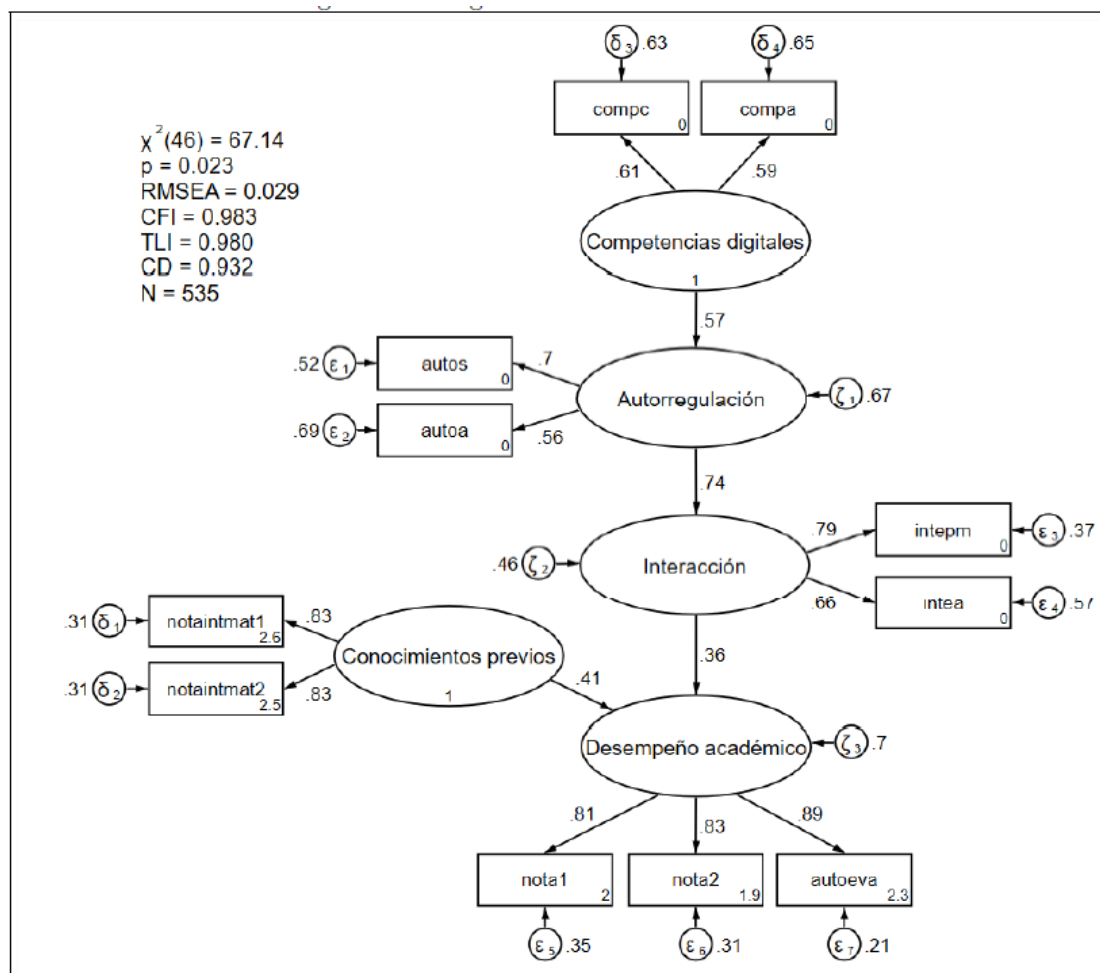 δ3 .63
δ4 .65
compc 0
compa 0
χ2(46) = 67.14
p = 0.023
RMSEA = 0.029
CFI = 0.983
TLI = 0.980
CD = 0.932
N = 535
.61
.59
Competencias digitales
1
.57
.52 ε1
autos 0
.7
Autorregulación
ζ1 .67
.69 ε2
autoa 0
.56
.74
.79
intepm 0
ε3 .37
.46 ζ2
Interacción
.66
intea 0
ε4 .57
.31 δ1
notaintmat1 2.6
.83
Conocimientos previos
1
.36
.31 δ2
notaintmat2 2.5
.83
.41
Desempeño académico
ζ3 .7
.81
.83
.89
nota1 2
nota2 1.9
autoeva 2.3
ε5 .35
ε6 .31
ε7 .21